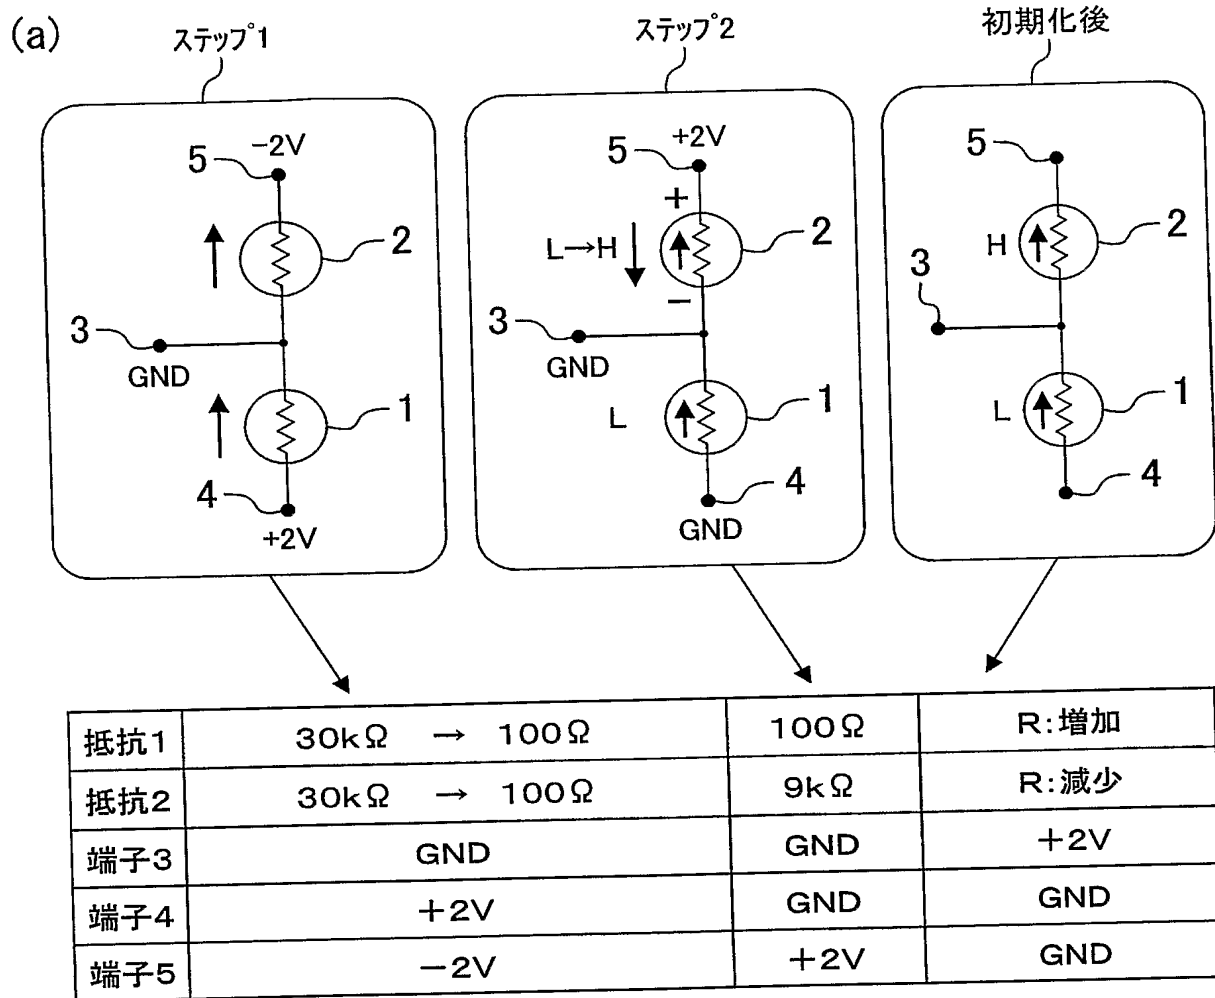 (a)
ステップ1
ステップ2
初期化後
-2V
5
2
3
GND
1
4
+2V
+2V
5
+
L→H
2
-
3
GND
L
1
4
GND
5
H
2
3
L
1
4
抵抗1 30kΩ → 100Ω 100Ω R:増加
抵抗2 30kΩ → 100Ω 9kΩ R:減少
端子3 GND GND +2V
端子4 +2V GND GND
端子5 -2V +2V GND